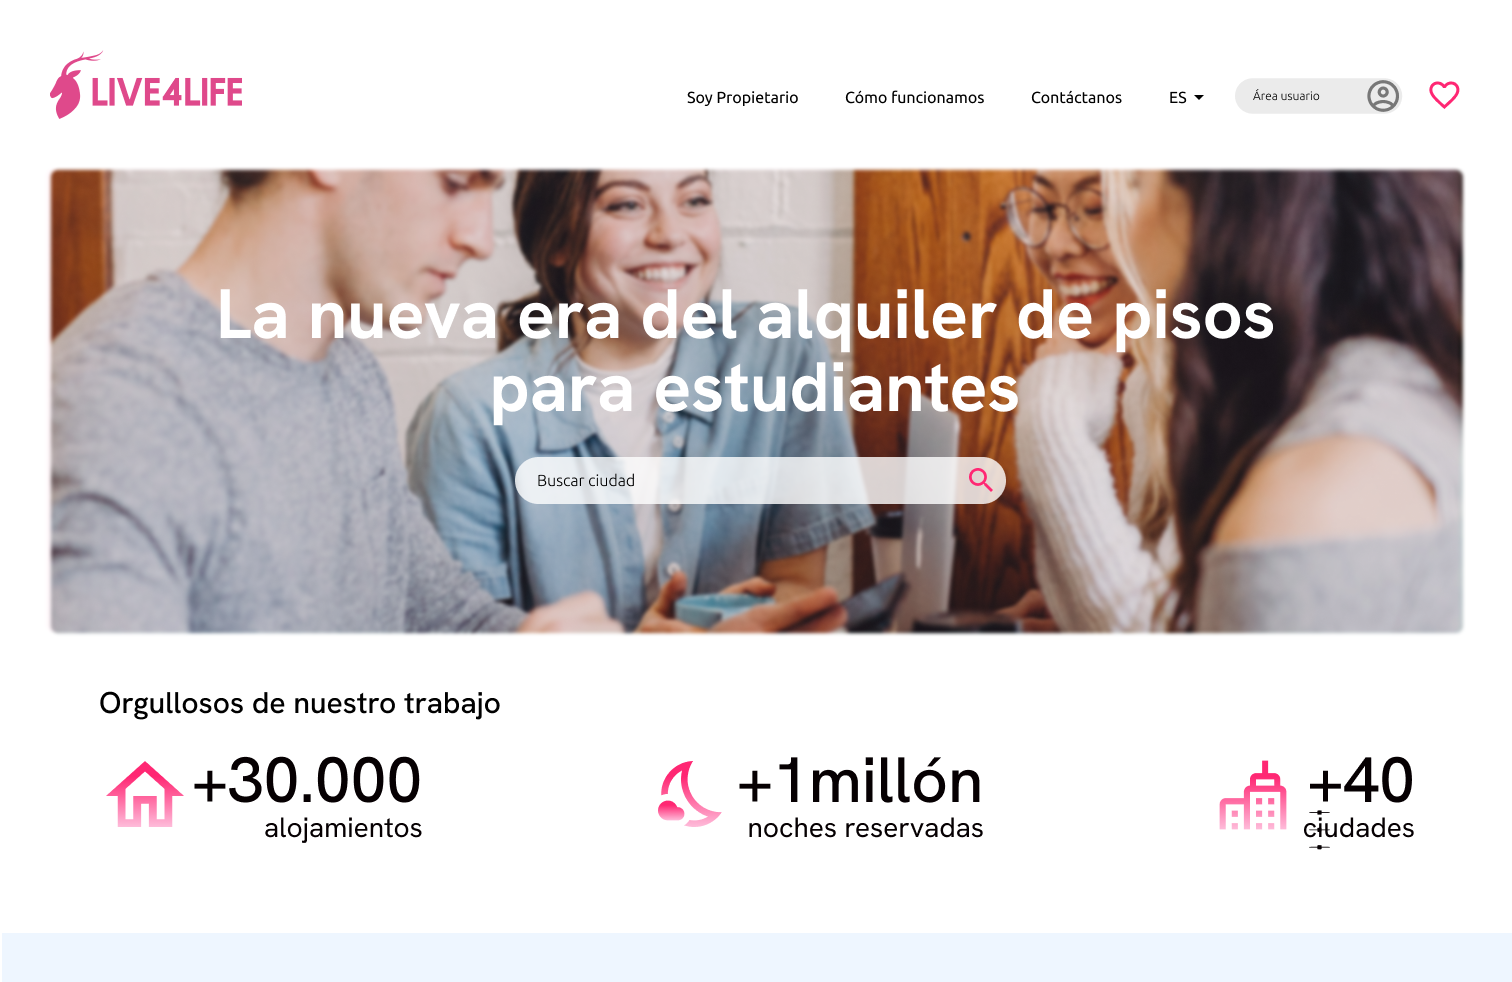 LIVE4LIFE
Soy Propietario
Cómo funcionamos
Contáctanos
ES
Área usuario
La nueva era del alquiler de pisos
para estudiantes
Buscar ciudad
Orgullosos de nuestro trabajo
+30.000
alojamientos
+1millón
noches reservadas
+40
ciudades